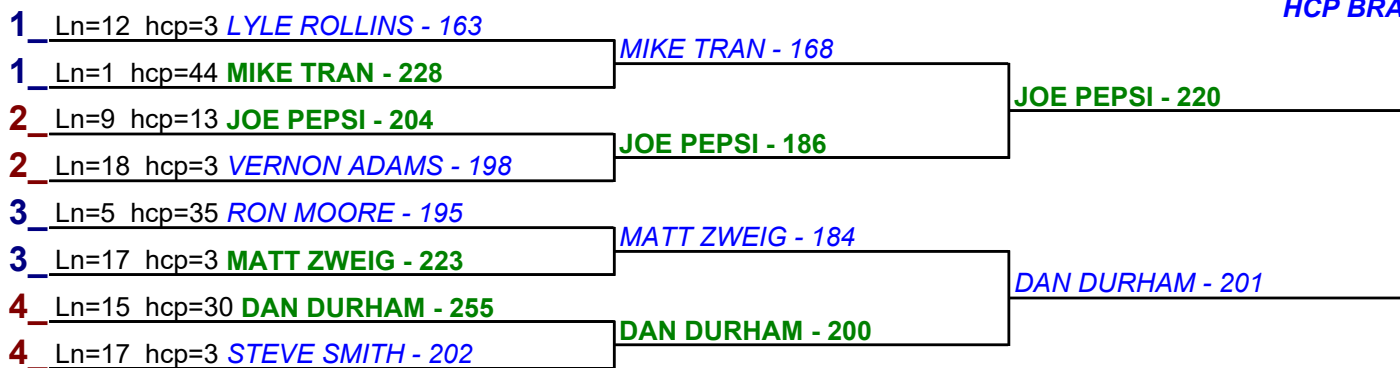 HCP BRA
1_ Ln=12 hcp=3 LYLE ROLLINS - 163
MIKE TRAN - 168
1_ Ln=1 hcp=44 MIKE TRAN - 228
JOE PEPSI - 220
2_ Ln=9 hcp=13 JOE PEPSI - 204
JOE PEPSI - 186
2_ Ln=18 hcp=3 VERNON ADAMS - 198
3_ Ln=5 hcp=35 RON MOORE - 195
MATT ZWEIG - 184
3_ Ln=17 hcp=3 MATT ZWEIG - 223
DAN DURHAM - 201
4_ Ln=15 hcp=30 DAN DURHAM - 255
DAN DURHAM - 200
4_ Ln=17 hcp=3 STEVE SMITH - 202